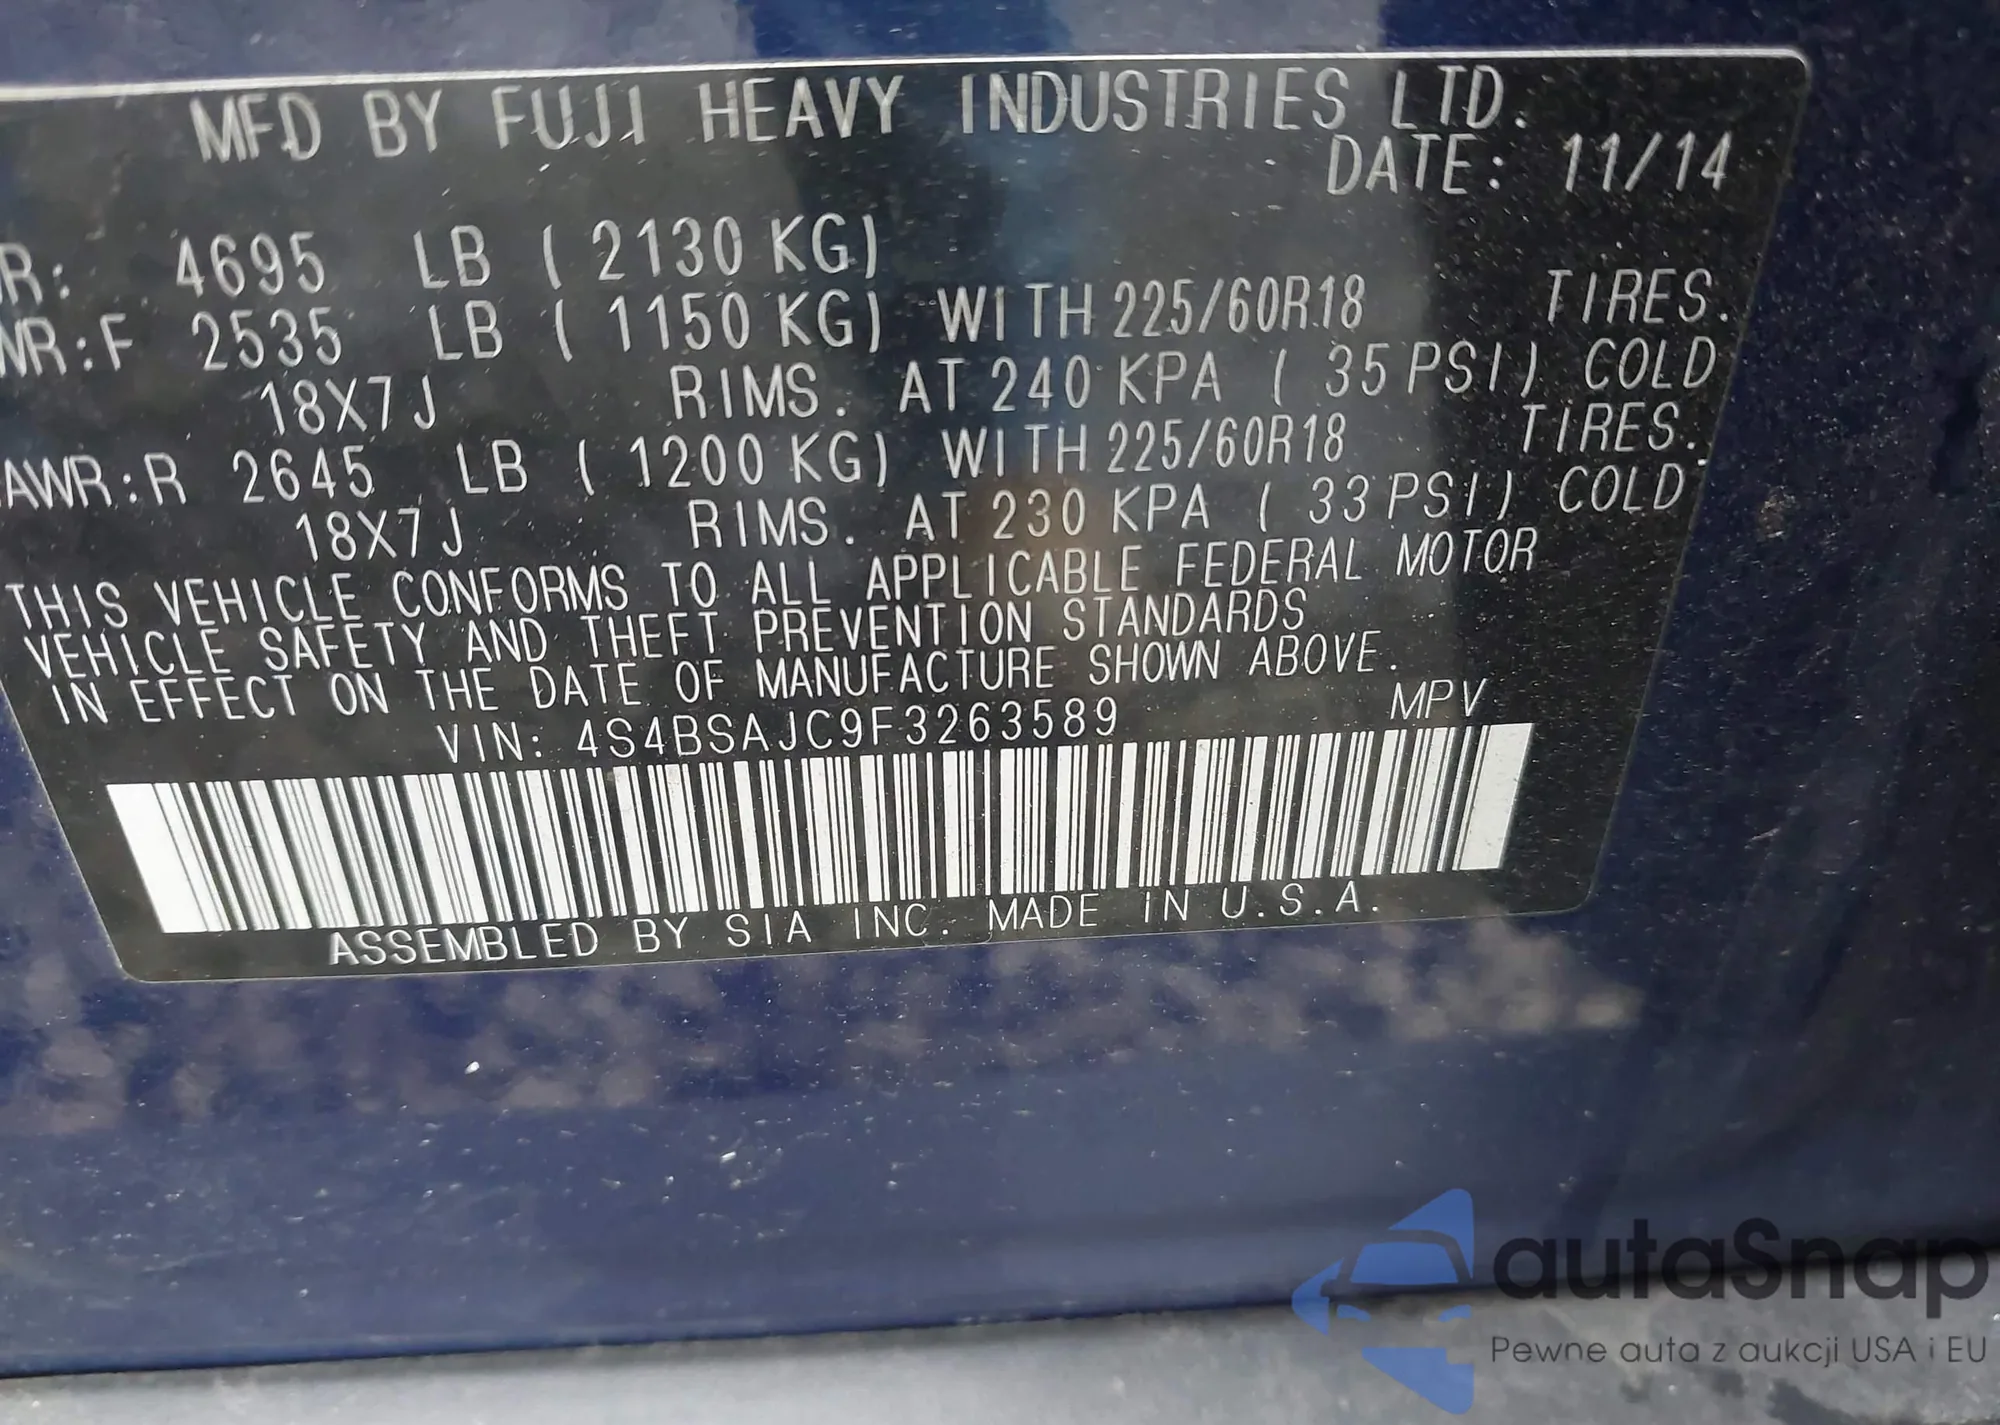 MFD BY FUJI HEAVY INDUSTRIES LTD.
DATE: 11/14
R: 4695 LB ( 2130 KG)
WR:F 2535 LB ( 1150 KG) WITH 225/60R18 TIRES.
18X7J RIMS. AT 240 KPA ( 35 PSI) COLD
AWR:R 2645 LB ( 1200 KG) WITH 225/60R18 TIRES.
18X7J RIMS. AT 230 KPA ( 33 PSI) COLD
THIS VEHICLE CONFORMS TO ALL APPLICABLE FEDERAL MOTOR
VEHICLE SAFETY AND THEFT PREVENTION STANDARDS
IN EFFECT ON THE DATE OF MANUFACTURE SHOWN ABOVE.
VIN: 4S4BSAJC9F3263589 MPV
ASSEMBLED BY SIA INC. MADE IN U.S.A.
autaSnap
Pewne auta z aukcji USA i EU